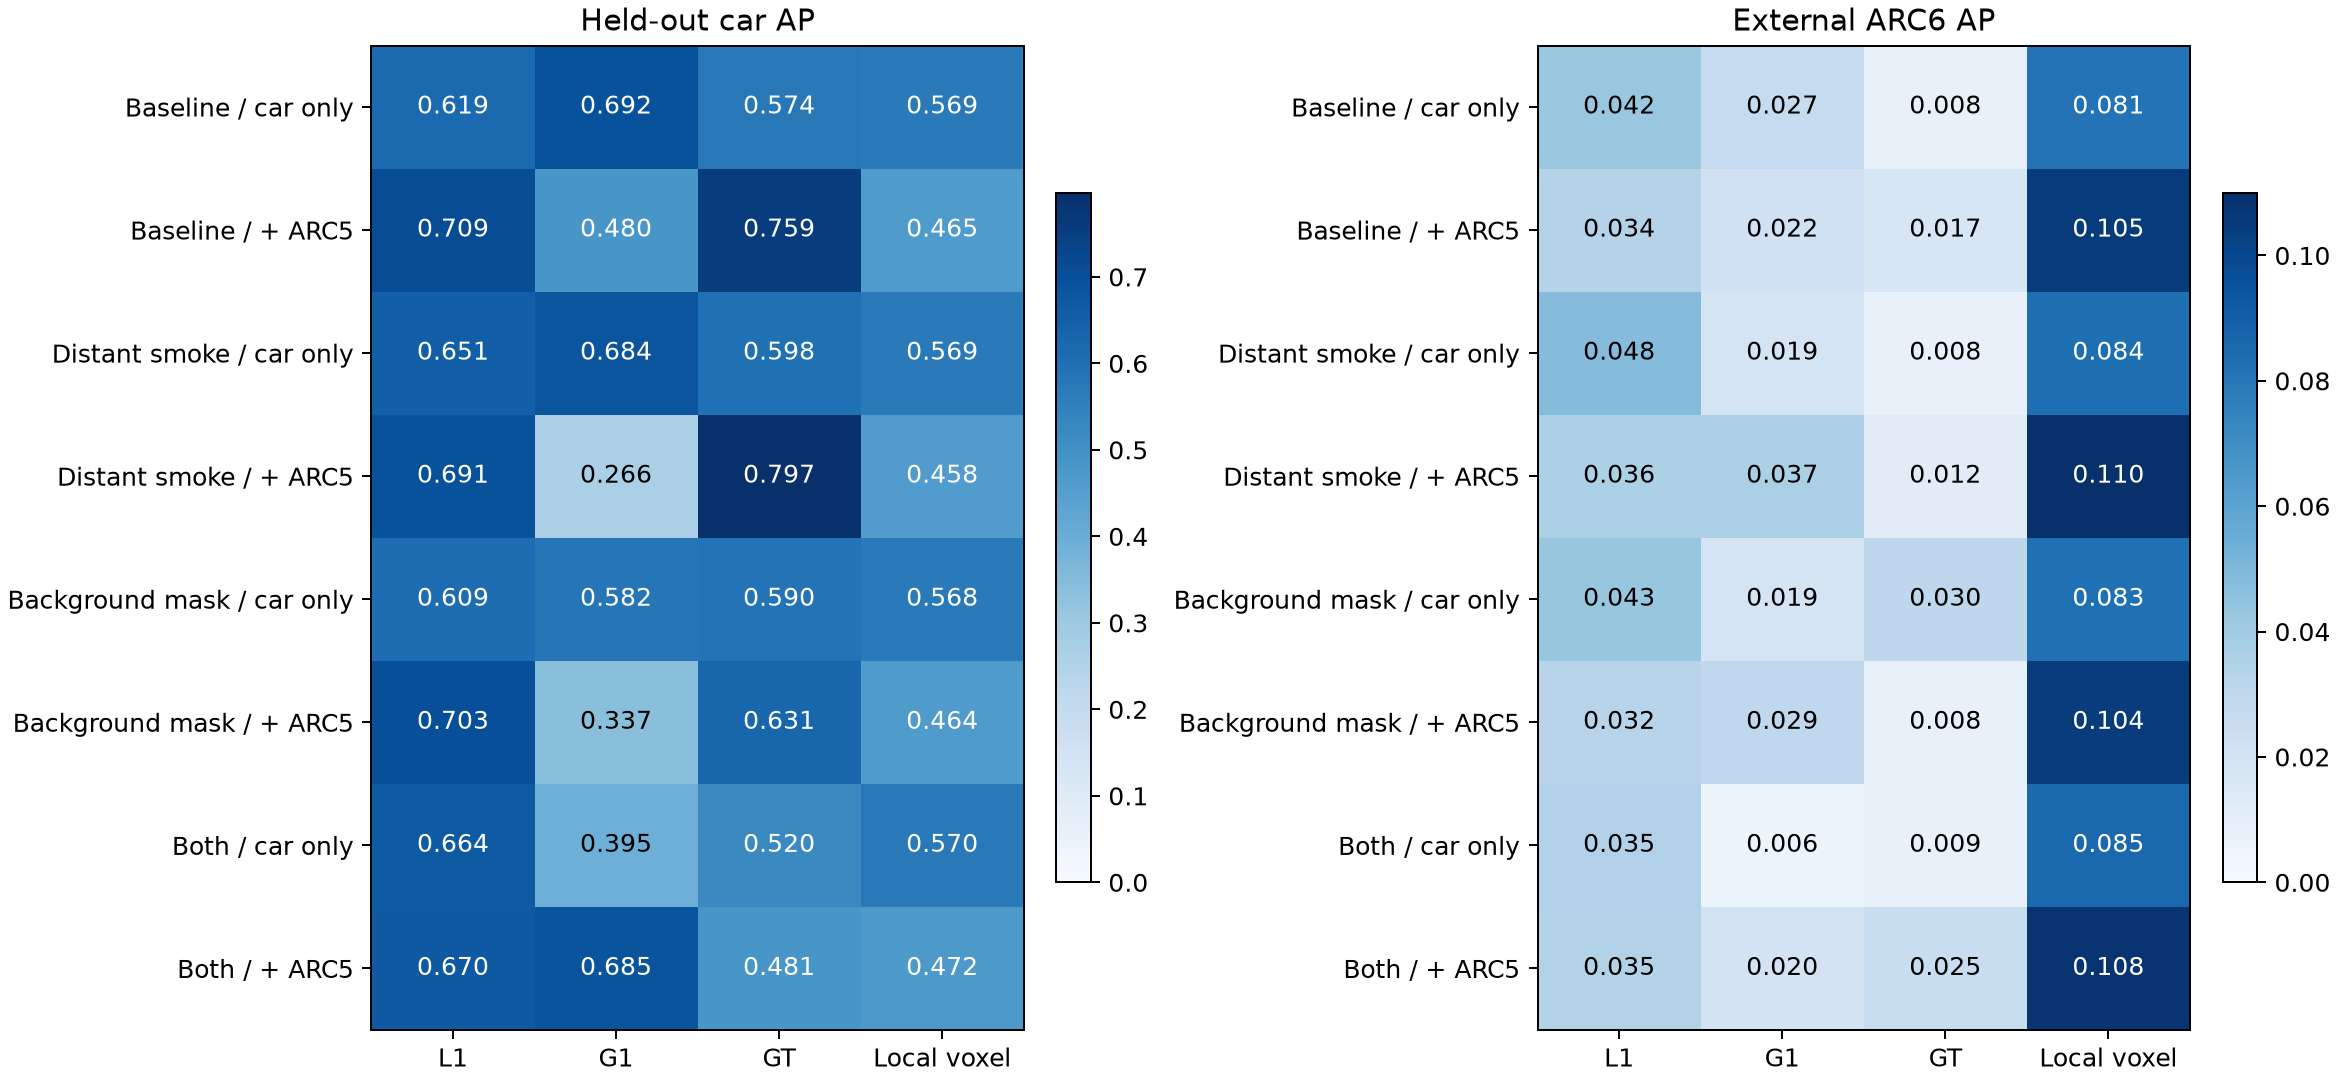 Held-out car AP
Baseline / car only 0.619 0.692 0.574 0.569
Baseline / + ARC5 0.709 0.480 0.759 0.465
Distant smoke / car only 0.651 0.684 0.598 0.569
Distant smoke / + ARC5 0.691 0.266 0.797 0.458
Background mask / car only 0.609 0.582 0.590 0.568
Background mask / + ARC5 0.703 0.337 0.631 0.464
Both / car only 0.664 0.395 0.520 0.570
Both / + ARC5 0.670 0.685 0.481 0.472
L1 G1 GT Local voxel
0.7
0.6
0.5
0.4
0.3
0.2
0.1
0.0
External ARC6 AP
Baseline / car only 0.042 0.027 0.008 0.081
Baseline / + ARC5 0.034 0.022 0.017 0.105
Distant smoke / car only 0.048 0.019 0.008 0.084
Distant smoke / + ARC5 0.036 0.037 0.012 0.110
Background mask / car only 0.043 0.019 0.030 0.083
Background mask / + ARC5 0.032 0.029 0.008 0.104
Both / car only 0.035 0.006 0.009 0.085
Both / + ARC5 0.035 0.020 0.025 0.108
L1 G1 GT Local voxel
0.10
0.08
0.06
0.04
0.02
0.00